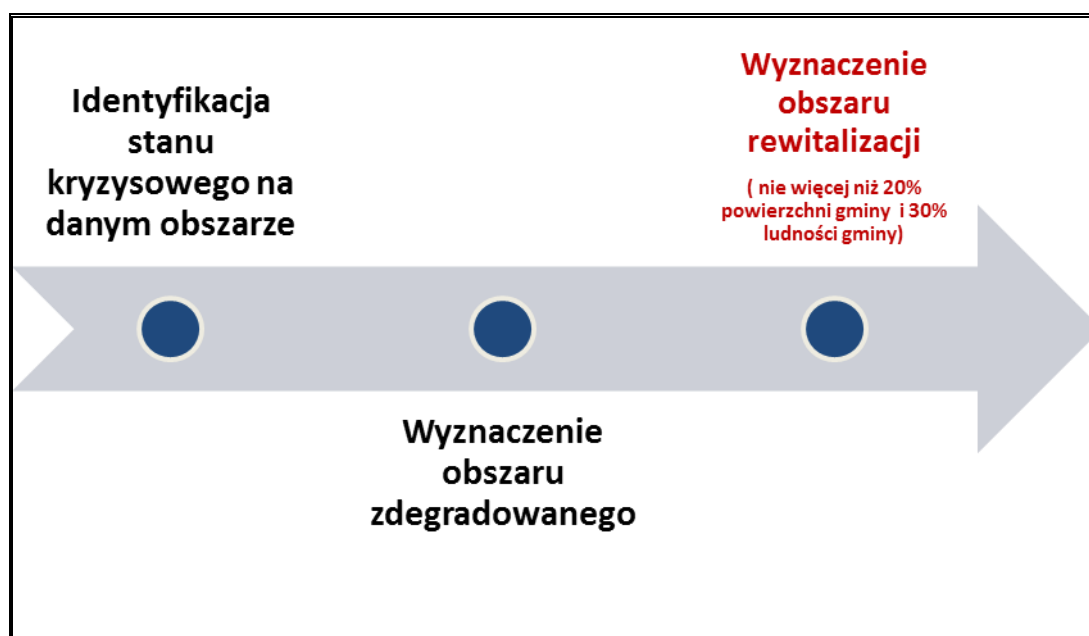 Identyfikacja
stanu
kryzysowego na
danym obszarze
Wyznaczenie
obszaru
zdegradowanego
Wyznaczenie
obszaru
rewitalizacji
( nie więcej niż 20%
powierzchni gminy i 30%
ludności gminy)